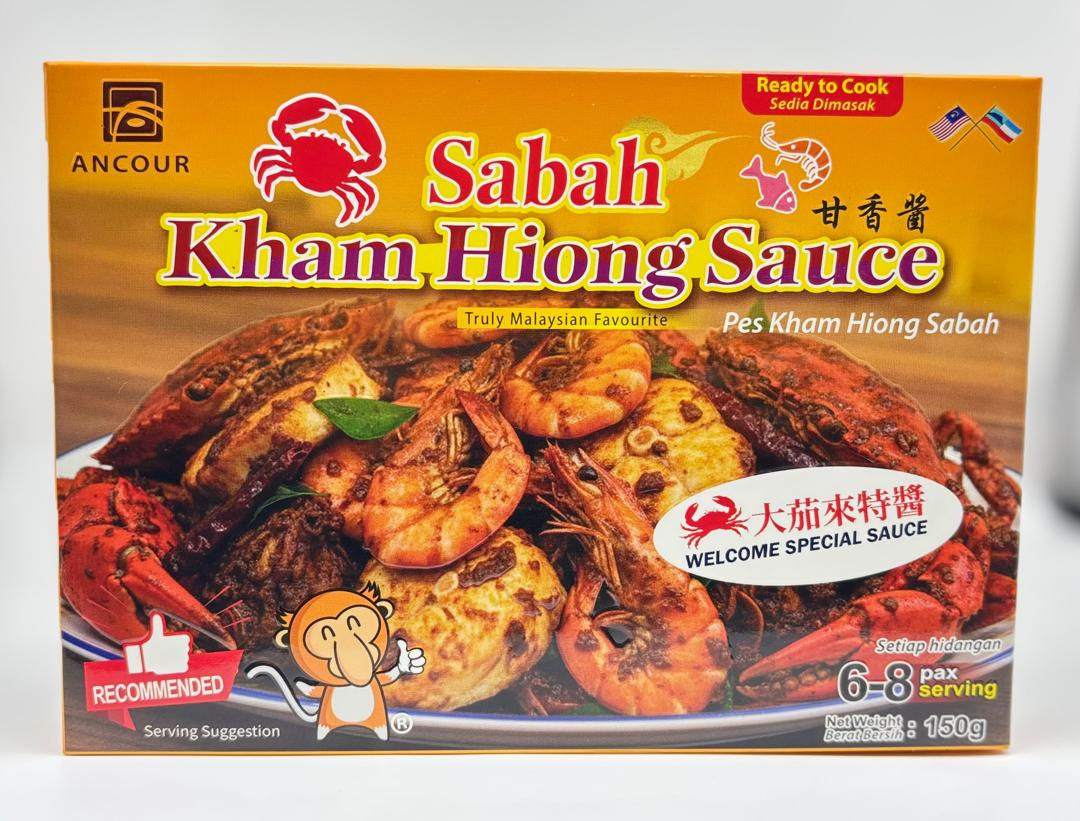 ANCOUR
Ready to Cook
Sedia Dimasak
Sabah
甘香醬
Kham Hiong Sauce
Truly Malaysian Favourite
Pes Kham Hiong Sabah
大茄來特醬
WELCOME SPECIAL SAUCE
RECOMMENDED
Serving Suggestion
®
Setiap hidangan
6-8 pax serving
Net Weight
Berat Bersih : 150g